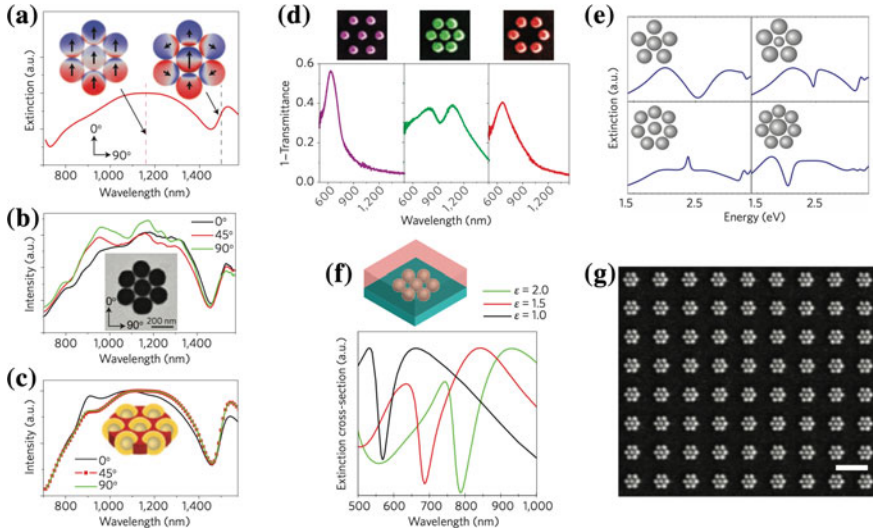 (a)
Extinction (a.u.)
0°
90°
800 1,000 1,200 1,400
Wavelength (nm)
(b)
Intensity (a.u.)
0°
45°
90°
0°
90°
200 nm
800 1,000 1,200 1,400
Wavelength (nm)
(c)
Intensity (a.u.)
0°
45°
90°
800 1,000 1,200 1,400
Wavelength (nm)
(d)
1−Transmittance
0.6
0.4
0.2
0.0
600 900 1,200 600 900 1,200 600 900 1,200
Wavelength (nm)
(e)
Extinction (a.u.)
1.5 2.5 1.5 2.5 3.5
Energy (eV)
(f)
ε = 2.0
ε = 1.5
ε = 1.0
Extinction cross-section (a.u.)
500 600 700 800 900 1,000
Wavelength (nm)
(g)